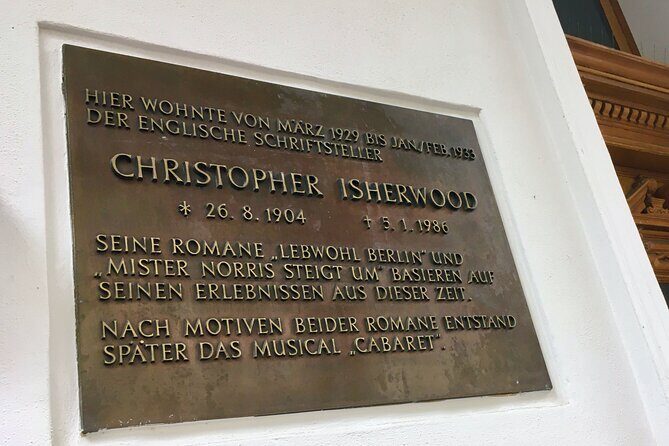 HIER WOHNTE VON MÄRZ 1929 BIS JAN./FEB. 1933
DER ENGLISCHE SCHRIFTSTELLER
CHRISTOPHER ISHERWOOD
* 26. 8. 1904 † 5. 1. 1986
SEINE ROMANE „LEBWOHL BERLIN" UND
„MISTER NORRIS STEIGT UM" BASIEREN AUF
SEINEN ERLEBNISSEN AUS DIESER ZEIT.
NACH MOTIVEN BEIDER ROMANE ENTSTAND
SPÄTER DAS MUSICAL „CABARET".